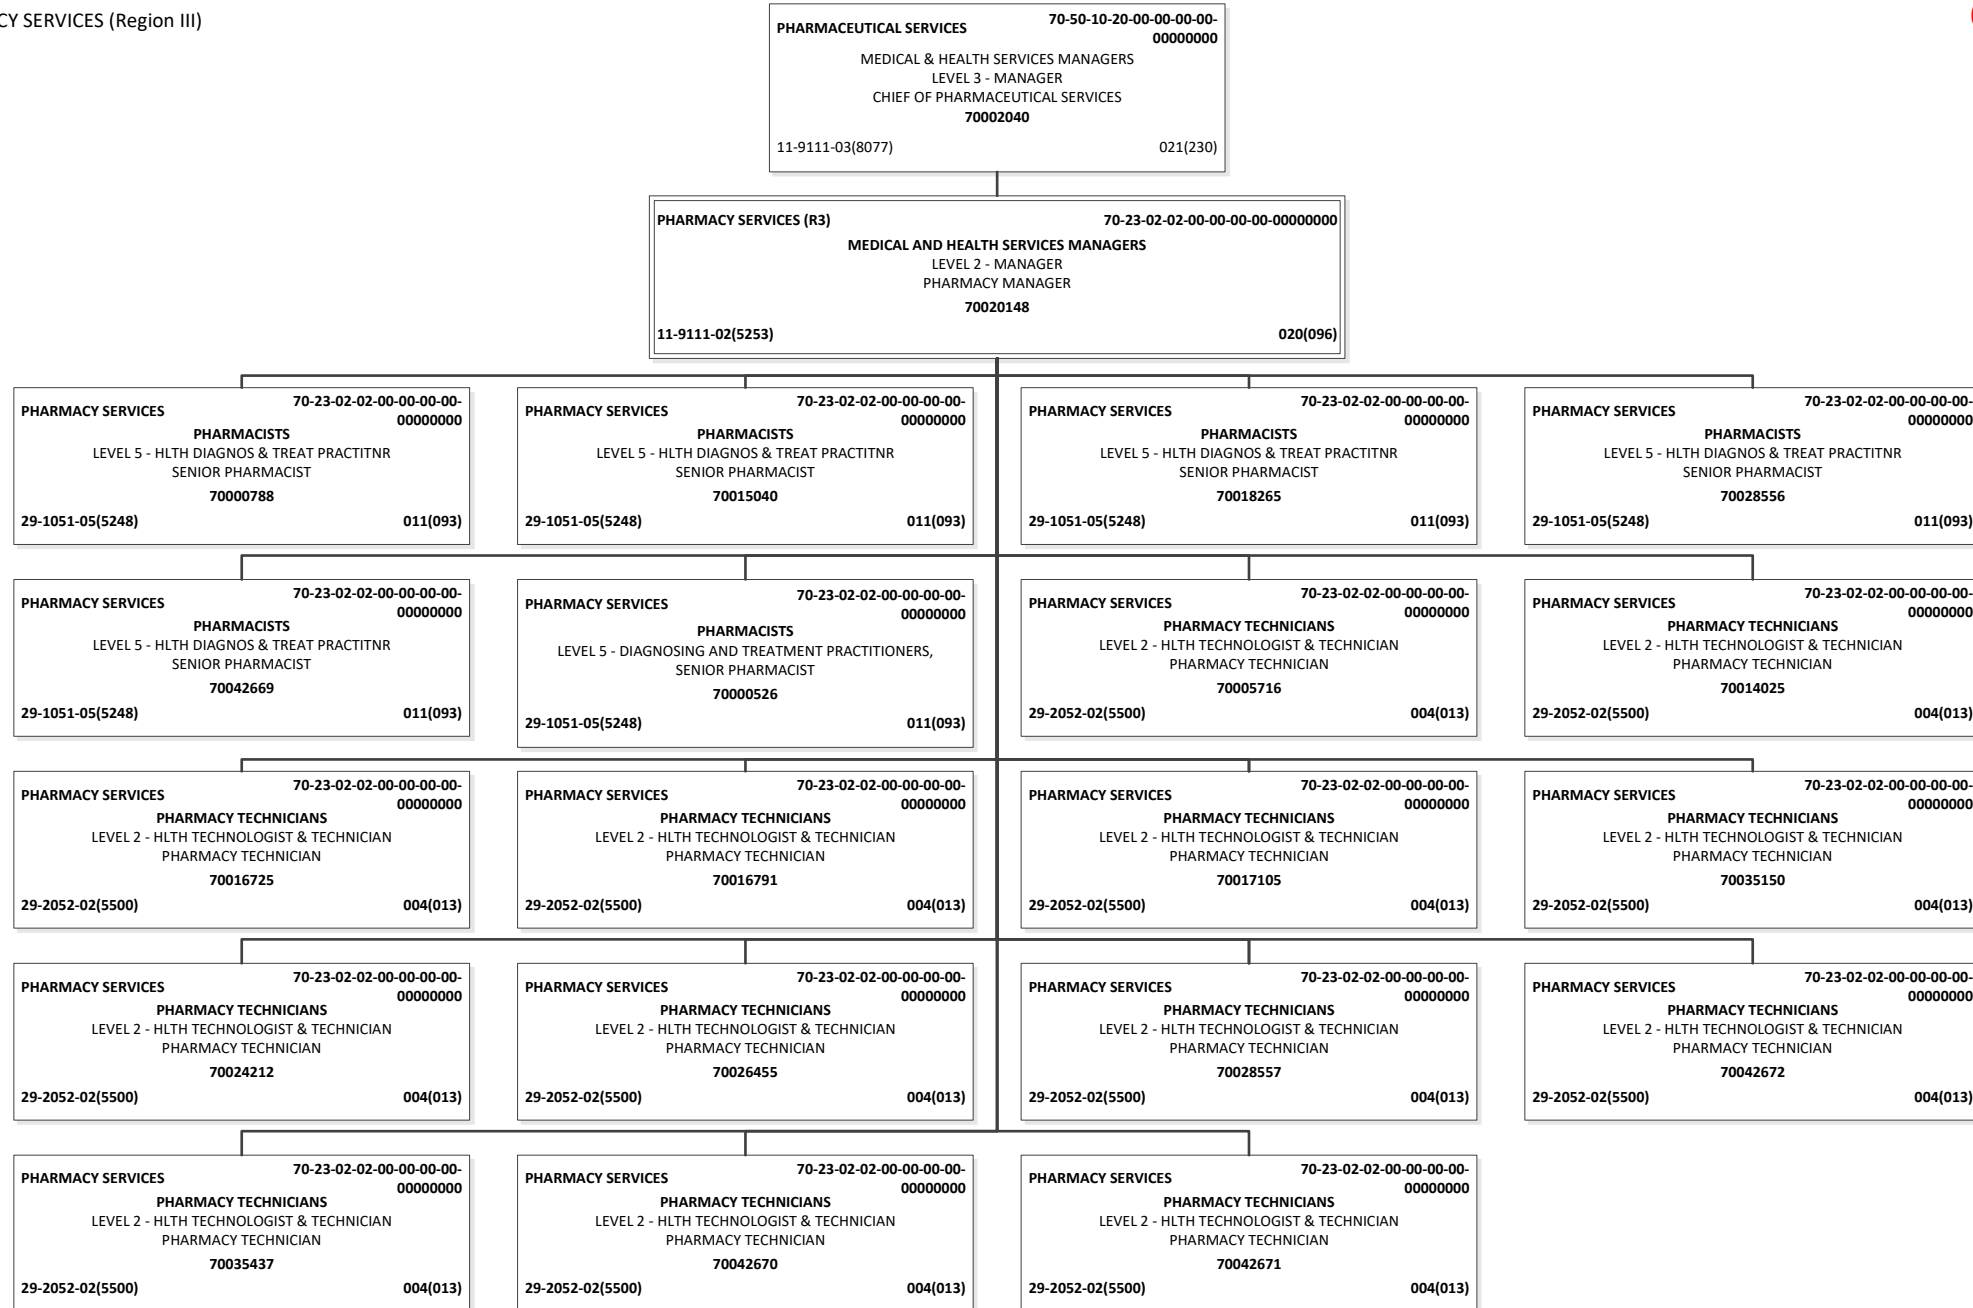 CY SERVICES (Region III)
PHARMACEUTICAL SERVICES
70-50-10-20-00-00-00-00-
00000000
MEDICAL & HEALTH SERVICES MANAGERS
LEVEL 3 - MANAGER
CHIEF OF PHARMACEUTICAL SERVICES
70002040
11-9111-03(8077)
021(230)
PHARMACY SERVICES (R3)
70-23-02-02-00-00-00-00-00000000
MEDICAL AND HEALTH SERVICES MANAGERS
LEVEL 2 - MANAGER
PHARMACY MANAGER
70020148
11-9111-02(5253)
020(096)
PHARMACY SERVICES
70-23-02-02-00-00-00-00-
00000000
PHARMACISTS
LEVEL 5 - HLTH DIAGNOS & TREAT PRACTITNR
SENIOR PHARMACIST
70000788
29-1051-05(5248)
011(093)
PHARMACY SERVICES
70-23-02-02-00-00-00-00-
00000000
PHARMACISTS
LEVEL 5 - HLTH DIAGNOS & TREAT PRACTITNR
SENIOR PHARMACIST
70015040
29-1051-05(5248)
011(093)
PHARMACY SERVICES
70-23-02-02-00-00-00-00-
00000000
PHARMACISTS
LEVEL 5 - HLTH DIAGNOS & TREAT PRACTITNR
SENIOR PHARMACIST
70018265
29-1051-05(5248)
011(093)
PHARMACY SERVICES
70-23-02-02-00-00-00-00-
00000000
PHARMACISTS
LEVEL 5 - HLTH DIAGNOS & TREAT PRACTITNR
SENIOR PHARMACIST
70028556
29-1051-05(5248)
011(093)
PHARMACY SERVICES
70-23-02-02-00-00-00-00-
00000000
PHARMACISTS
LEVEL 5 - HLTH DIAGNOS & TREAT PRACTITNR
SENIOR PHARMACIST
70042669
29-1051-05(5248)
011(093)
PHARMACY SERVICES
70-23-02-02-00-00-00-00-
00000000
PHARMACISTS
LEVEL 5 - DIAGNOSING AND TREATMENT PRACTITIONERS,
SENIOR PHARMACIST
70000526
29-1051-05(5248)
011(093)
PHARMACY SERVICES
70-23-02-02-00-00-00-00-
00000000
PHARMACY TECHNICIANS
LEVEL 2 - HLTH TECHNOLOGIST & TECHNICIAN
PHARMACY TECHNICIAN
70005716
29-2052-02(5500)
004(013)
PHARMACY SERVICES
70-23-02-02-00-00-00-00-
00000000
PHARMACY TECHNICIANS
LEVEL 2 - HLTH TECHNOLOGIST & TECHNICIAN
PHARMACY TECHNICIAN
70014025
29-2052-02(5500)
004(013)
PHARMACY SERVICES
70-23-02-02-00-00-00-00-
00000000
PHARMACY TECHNICIANS
LEVEL 2 - HLTH TECHNOLOGIST & TECHNICIAN
PHARMACY TECHNICIAN
70016725
29-2052-02(5500)
004(013)
PHARMACY SERVICES
70-23-02-02-00-00-00-00-
00000000
PHARMACY TECHNICIANS
LEVEL 2 - HLTH TECHNOLOGIST & TECHNICIAN
PHARMACY TECHNICIAN
70016791
29-2052-02(5500)
004(013)
PHARMACY SERVICES
70-23-02-02-00-00-00-00-
00000000
PHARMACY TECHNICIANS
LEVEL 2 - HLTH TECHNOLOGIST & TECHNICIAN
PHARMACY TECHNICIAN
70017105
29-2052-02(5500)
004(013)
PHARMACY SERVICES
70-23-02-02-00-00-00-00-
00000000
PHARMACY TECHNICIANS
LEVEL 2 - HLTH TECHNOLOGIST & TECHNICIAN
PHARMACY TECHNICIAN
70035150
29-2052-02(5500)
004(013)
PHARMACY SERVICES
70-23-02-02-00-00-00-00-
00000000
PHARMACY TECHNICIANS
LEVEL 2 - HLTH TECHNOLOGIST & TECHNICIAN
PHARMACY TECHNICIAN
70024212
29-2052-02(5500)
004(013)
PHARMACY SERVICES
70-23-02-02-00-00-00-00-
00000000
PHARMACY TECHNICIANS
LEVEL 2 - HLTH TECHNOLOGIST & TECHNICIAN
PHARMACY TECHNICIAN
70026455
29-2052-02(5500)
004(013)
PHARMACY SERVICES
70-23-02-02-00-00-00-00-
00000000
PHARMACY TECHNICIANS
LEVEL 2 - HLTH TECHNOLOGIST & TECHNICIAN
PHARMACY TECHNICIAN
70028557
29-2052-02(5500)
004(013)
PHARMACY SERVICES
70-23-02-02-00-00-00-00-
00000000
PHARMACY TECHNICIANS
LEVEL 2 - HLTH TECHNOLOGIST & TECHNICIAN
PHARMACY TECHNICIAN
70042672
29-2052-02(5500)
004(013)
PHARMACY SERVICES
70-23-02-02-00-00-00-00-
00000000
PHARMACY TECHNICIANS
LEVEL 2 - HLTH TECHNOLOGIST & TECHNICIAN
PHARMACY TECHNICIAN
70035437
29-2052-02(5500)
004(013)
PHARMACY SERVICES
70-23-02-02-00-00-00-00-
00000000
PHARMACY TECHNICIANS
LEVEL 2 - HLTH TECHNOLOGIST & TECHNICIAN
PHARMACY TECHNICIAN
70042670
29-2052-02(5500)
004(013)
PHARMACY SERVICES
70-23-02-02-00-00-00-00-
00000000
PHARMACY TECHNICIANS
LEVEL 2 - HLTH TECHNOLOGIST & TECHNICIAN
PHARMACY TECHNICIAN
70042671
29-2052-02(5500)
004(013)